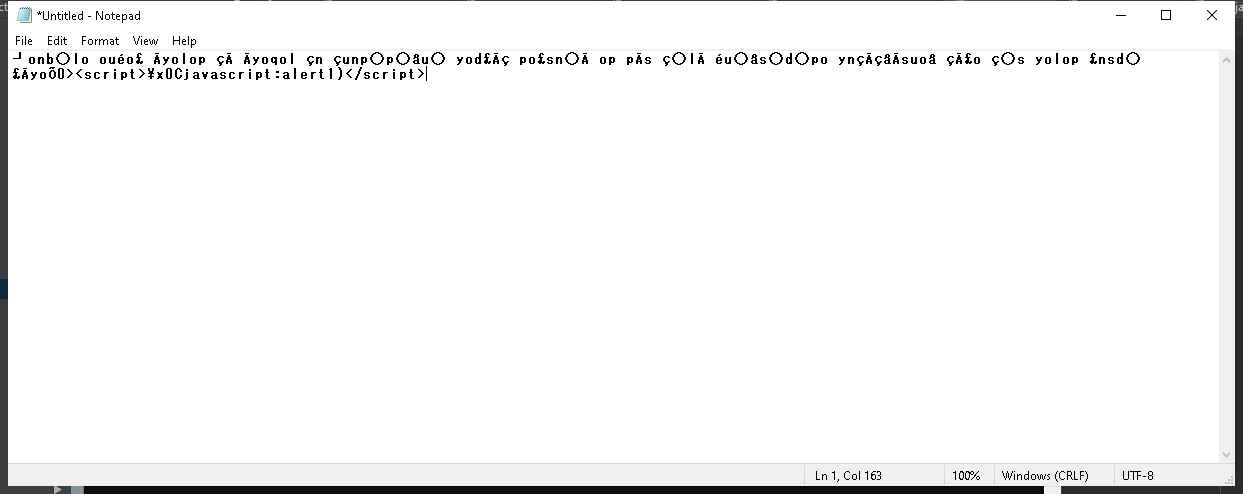 *Untitled - Notepad
File Edit Format View Help
┘onb○lo ouéo£ Äyolop çÄ Äyoqol çn çunp○p○âu○ yod£Äç po£sn○Ä op pÄs ç○lÄ éu○âs○d○po ynçÄçâÄsuoâ çÄ£o ç○s yolop £nsd○
£Äyoõ0><script>¥x0Cjavascript:alert1)</script>
Ln 1, Col 163 100% Windows (CRLF) UTF-8